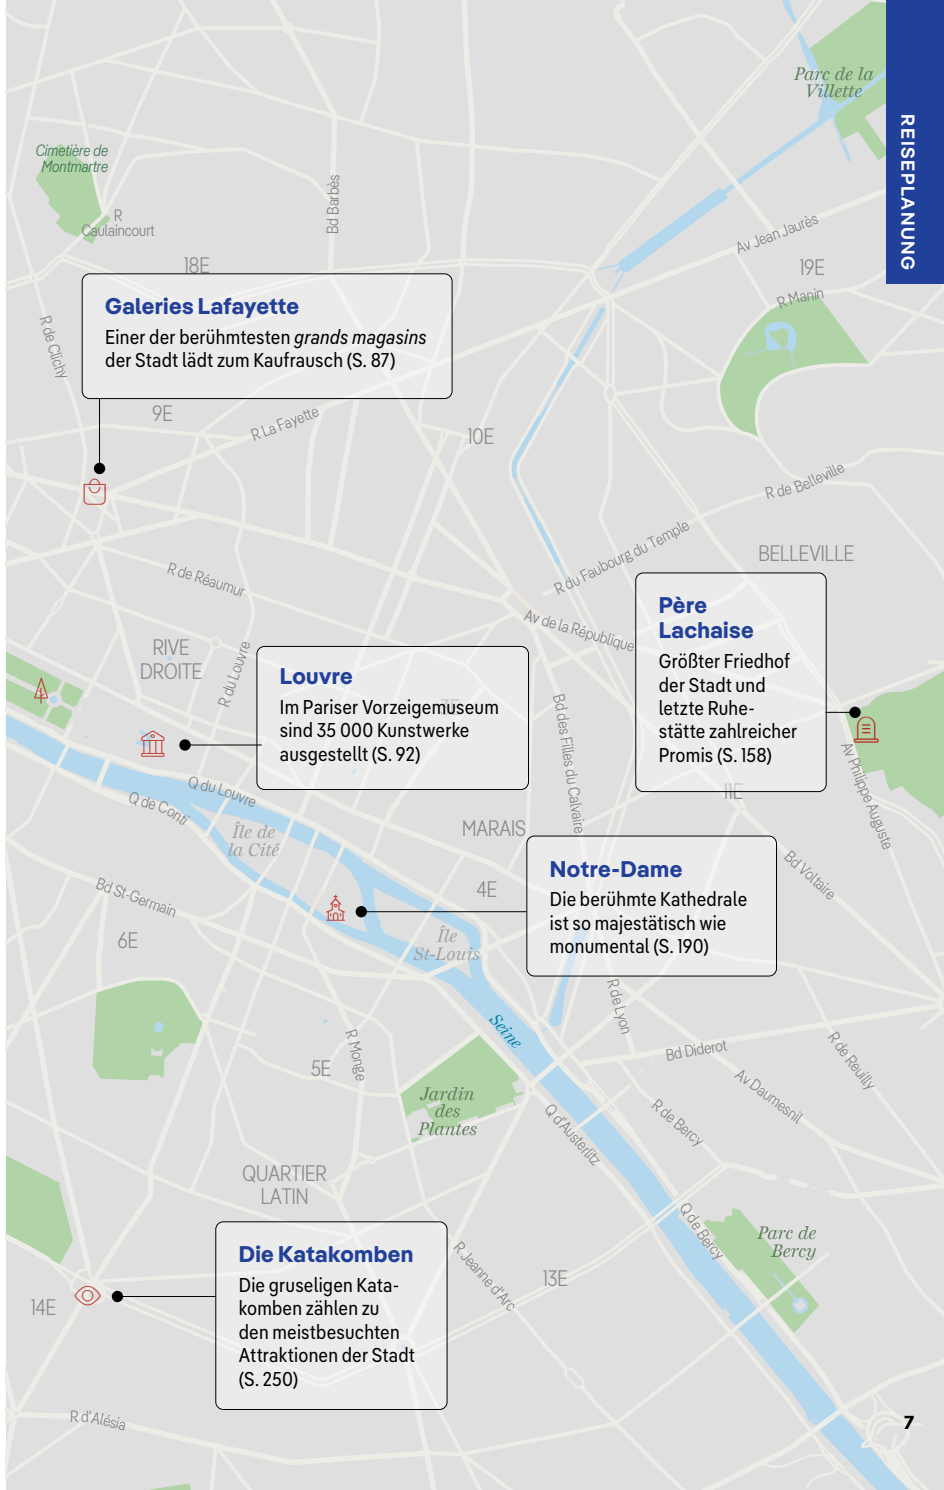 Parc de la
Villette
REISEPLANUNG
Cimetière de
Montmartre
R
Caulaincourt
Bd Barbès
Av Jean Jaurès
18E
19E
R Manin
Galeries Lafayette
Einer der berühmtesten grands magasins
der Stadt lädt zum Kaufrausch (S. 87)
R de Clichy
9E
R La Fayette
10E
R de Belleville
R du Faubourg du Temple
BELLEVILLE
R de Réaumur
Av de la République
RIVE
DROITE
R du Louvre
Père
Lachaise
Größter Friedhof
der Stadt und
letzte Ruhe-
stätte zahlreicher
Promis (S. 158)
Louvre
Im Pariser Vorzeigemuseum
sind 35 000 Kunstwerke
ausgestellt (S. 92)
3E
Bd des Filles du Calvaire
Av Philippe Auguste
11E
Q du Louvre
Q de Conti
Île de
la Cité
MARAIS
Bd Voltaire
Notre-Dame
Die berühmte Kathedrale
ist so majestätisch wie
monumental (S. 190)
Bd St-Germain
4E
6E
Île
St-Louis
Seine
R de Lyon
R Monge
5E
Bd Diderot
R de Reuilly
Av Daumesnil
Jardin
des
Plantes
Q d'Austerlitz
R de Bercy
QUARTIER
LATIN
Q de Bercy
Parc de
Bercy
Die Katakomben
Die gruseligen Kata-
komben zählen zu
den meistbesuchten
Attraktionen der Stadt
(S. 250)
R Jeanne d'Arc
13E
14E
R d'Alésia
7